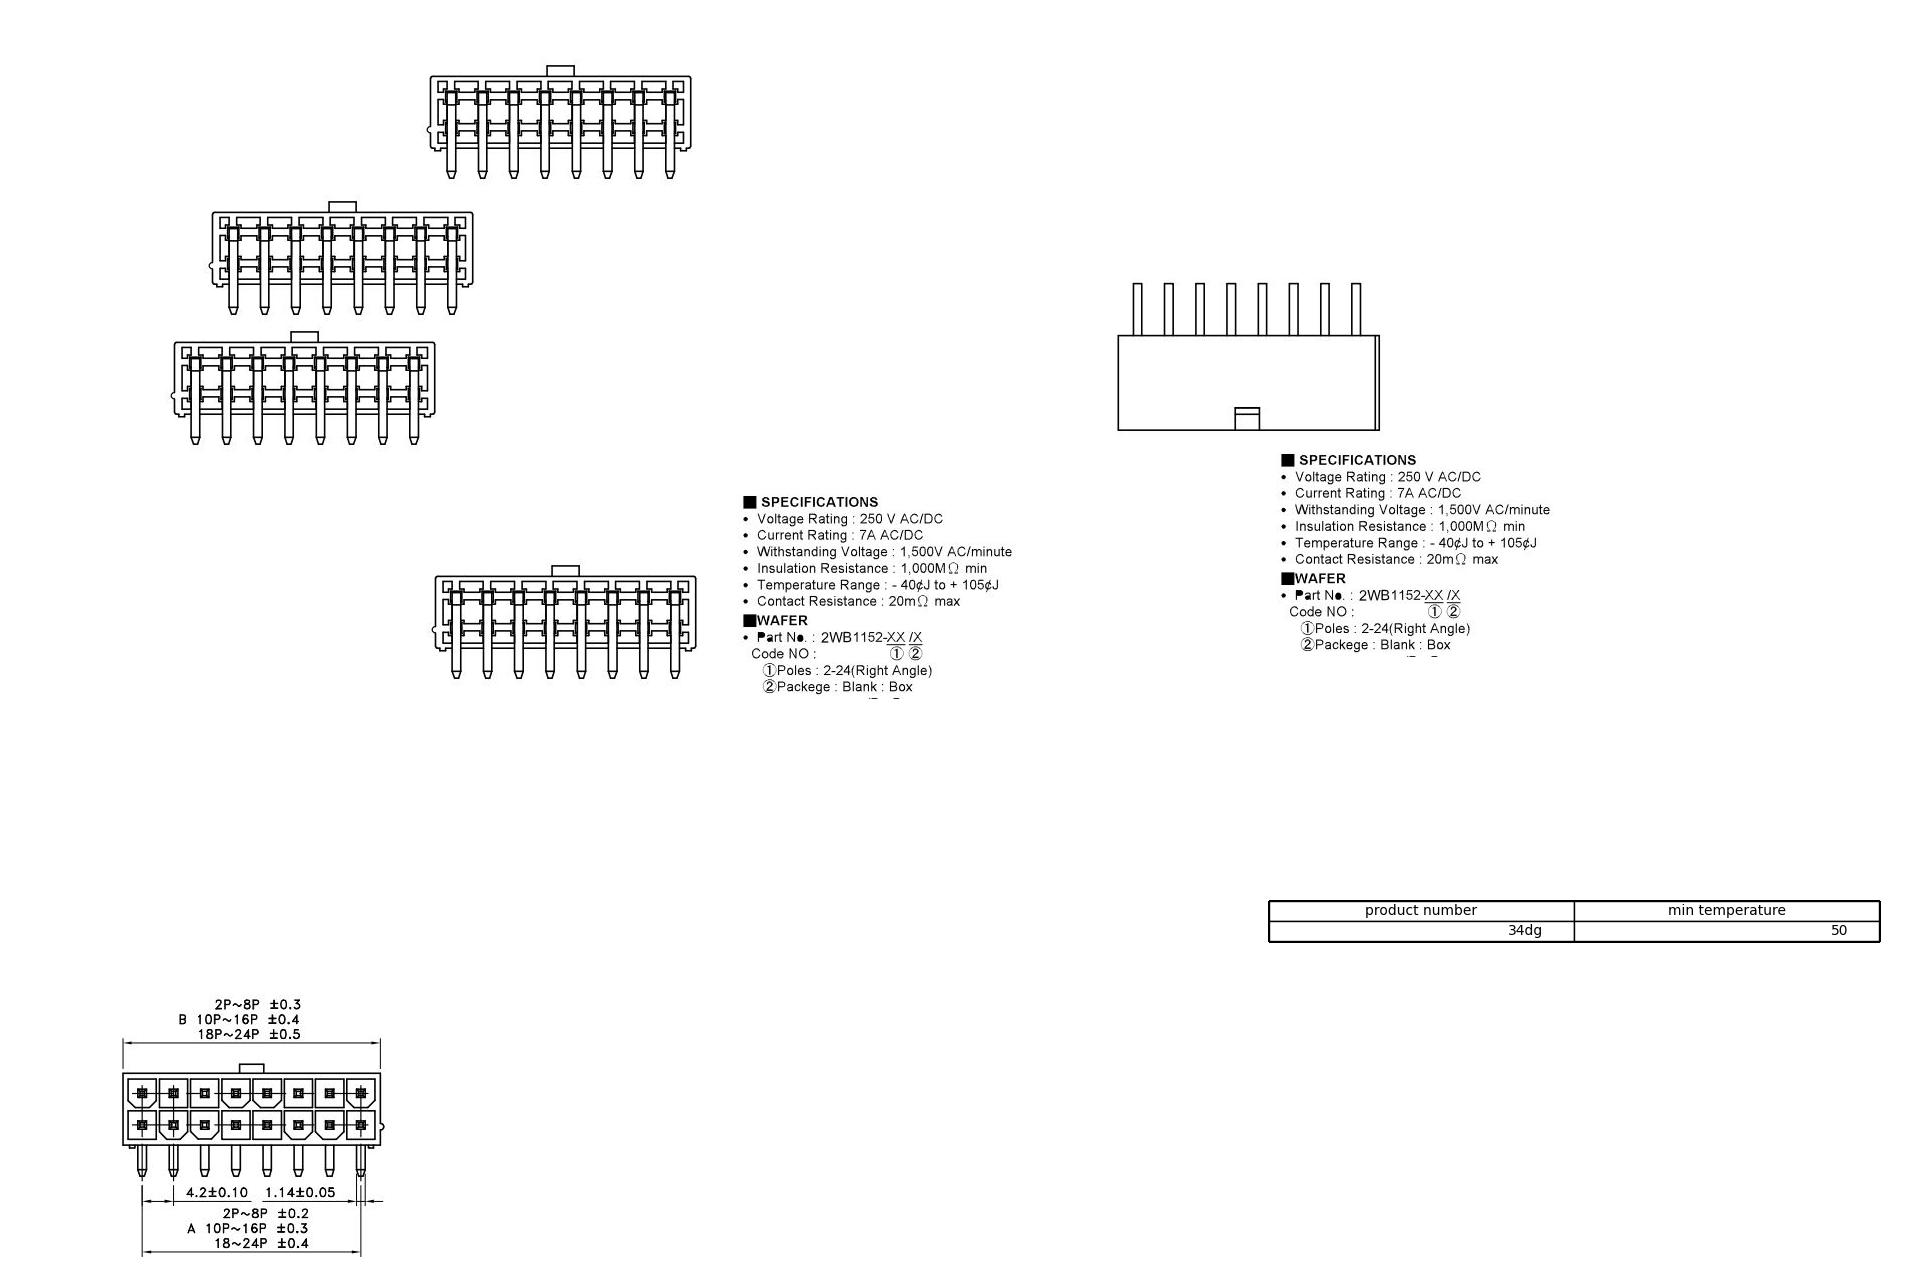 ■ SPECIFICATIONS
• Voltage Rating : 250 V AC/DC
• Current Rating : 7A AC/DC
• Withstanding Voltage : 1,500V AC/minute
• Insulation Resistance : 1,000MΩ min
• Temperature Range : - 40¢J to + 105¢J
• Contact Resistance : 20mΩ max
■WAFER
• Part No. : 2WB1152-XX /X
Code NO : ① ②
①Poles : 2-24(Right Angle)
②Packege : Blank : Box
■ SPECIFICATIONS
• Voltage Rating : 250 V AC/DC
• Current Rating : 7A AC/DC
• Withstanding Voltage : 1,500V AC/minute
• Insulation Resistance : 1,000MΩ min
• Temperature Range : - 40¢J to + 105¢J
• Contact Resistance : 20mΩ max
■WAFER
• Part No. : 2WB1152-XX /X
Code NO : ① ②
①Poles : 2-24(Right Angle)
②Packege : Blank : Box
product number min temperature
34dg 50
2P~8P ±0.3
B 10P~16P ±0.4
18P~24P ±0.5
4.2±0.10 1.14±0.05
2P~8P ±0.2
A 10P~16P ±0.3
18~24P ±0.4